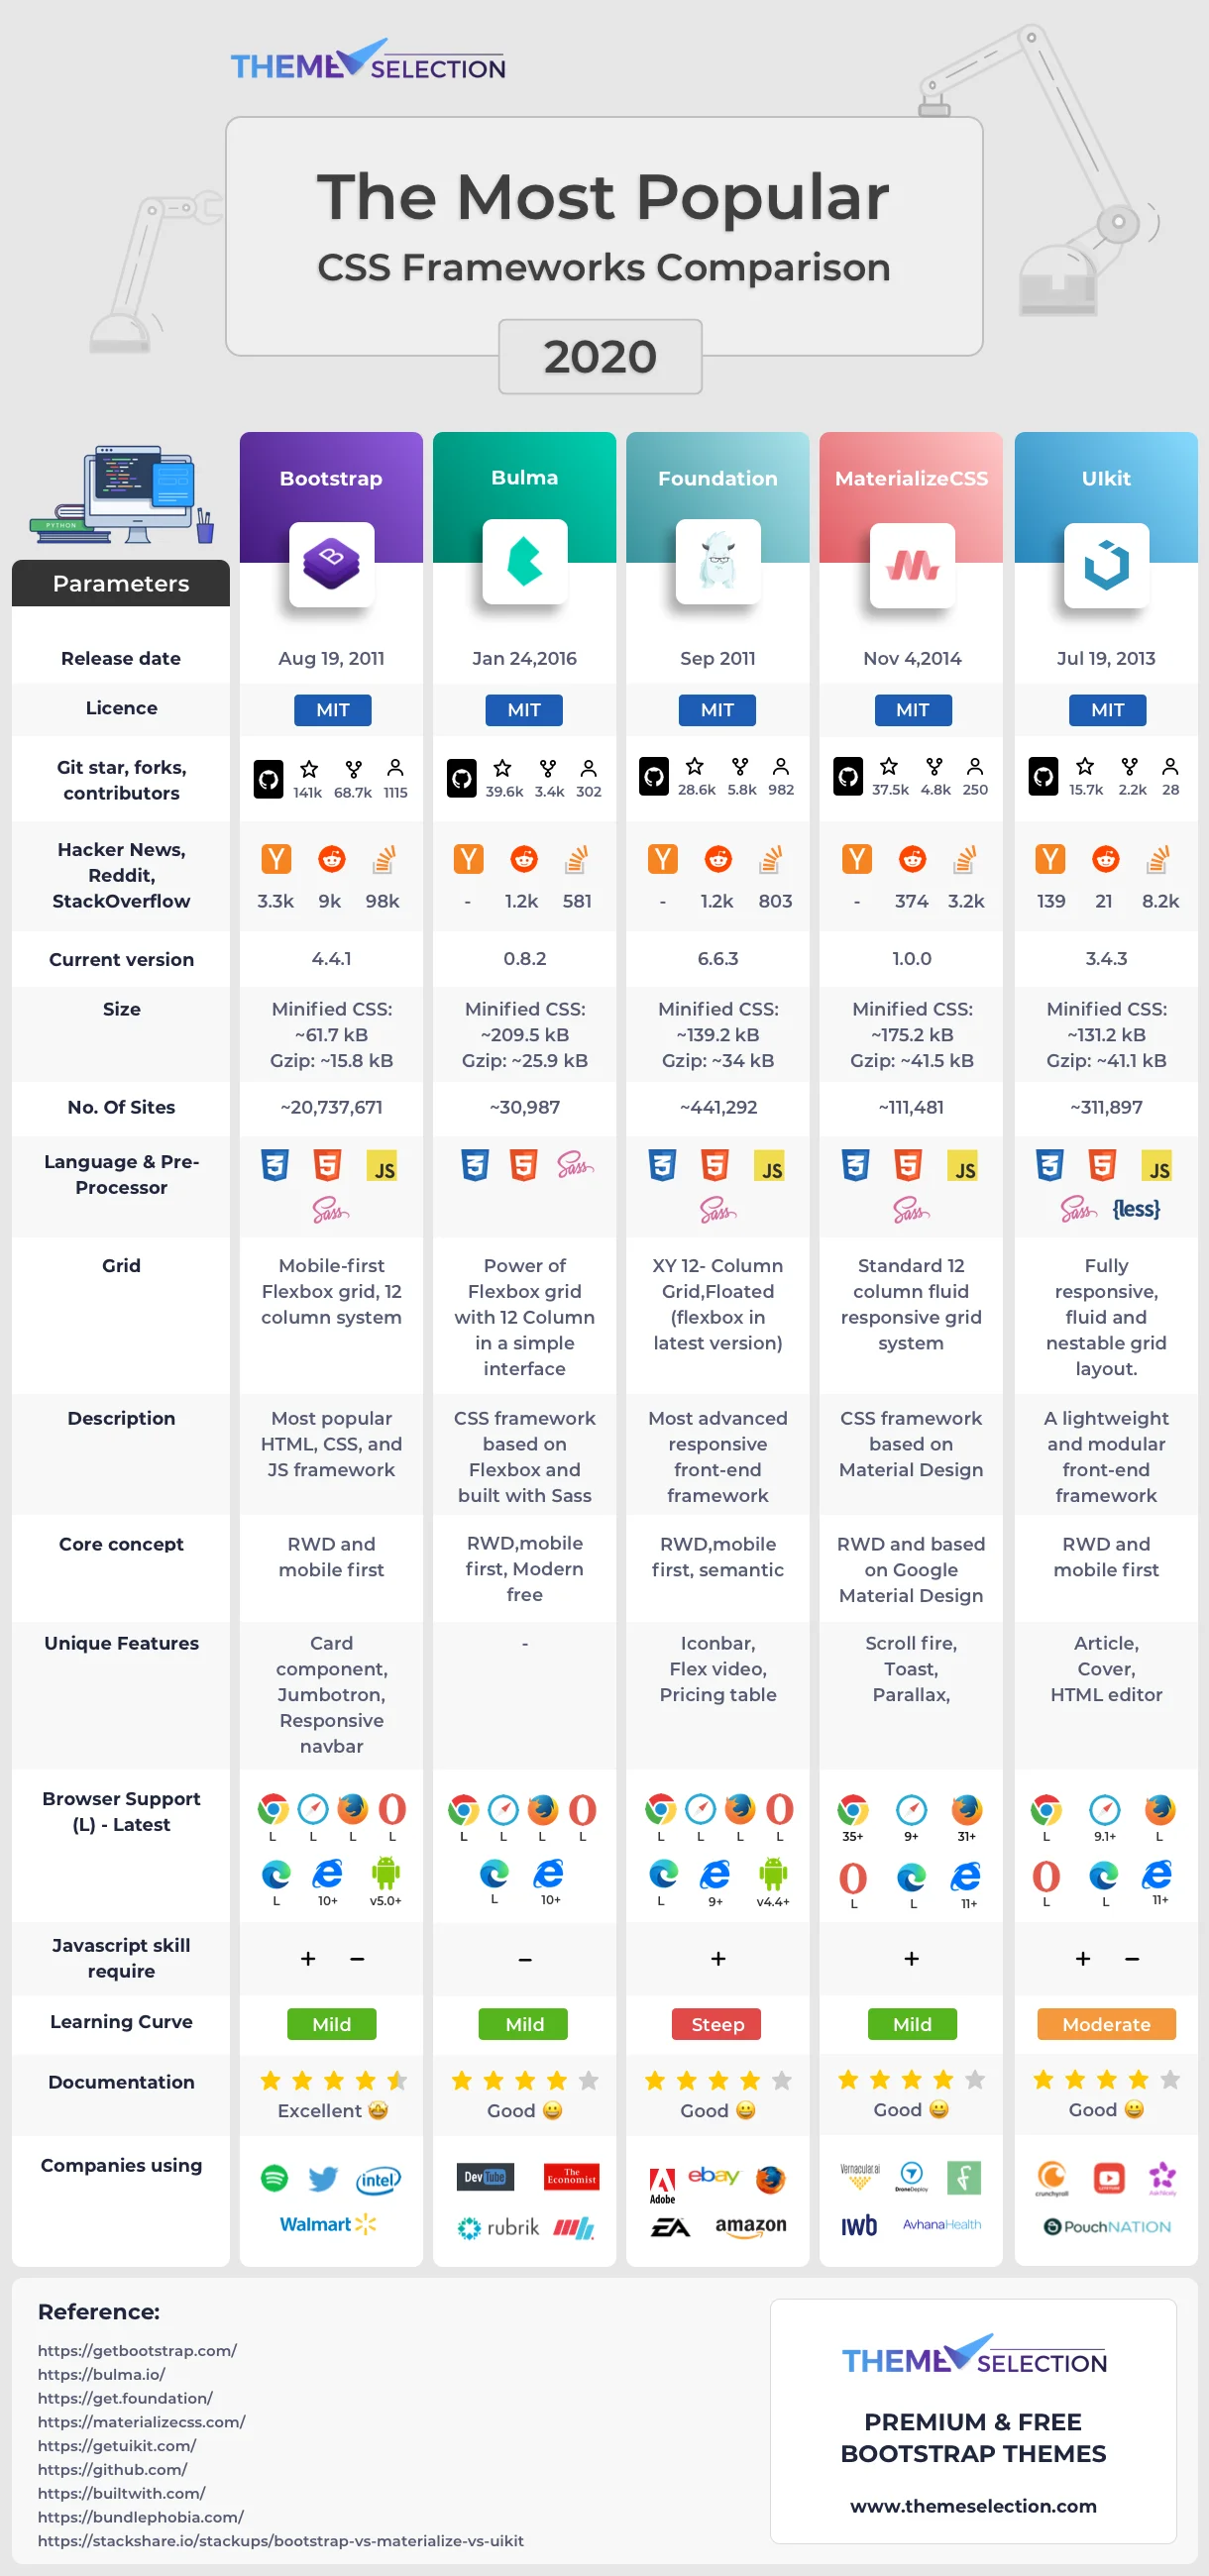 THEME SELECTION
The Most Popular
CSS Frameworks Comparison
2020
PYTHON
Parameters
Bootstrap
Bulma
Foundation
MaterializeCSS
UIkit
B
Release date
Aug 19, 2011
Jan 24,2016
Sep 2011
Nov 4,2014
Jul 19, 2013
Licence
MIT
MIT
MIT
MIT
MIT
Git star, forks,
contributors
141k 68.7k 1115
39.6k 3.4k 302
28.6k 5.8k 982
37.5k 4.8k 250
15.7k 2.2k 28
Hacker News,
Reddit,
StackOverflow
Y
3.3k 9k 98k
Y
- 1.2k 581
Y
- 1.2k 803
Y
- 374 3.2k
Y
139 21 8.2k
Current version
4.4.1
0.8.2
6.6.3
1.0.0
3.4.3
Size
Minified CSS:
~61.7 kB
Gzip: ~15.8 kB
Minified CSS:
~209.5 kB
Gzip: ~25.9 kB
Minified CSS:
~139.2 kB
Gzip: ~34 kB
Minified CSS:
~175.2 kB
Gzip: ~41.5 kB
Minified CSS:
~131.2 kB
Gzip: ~41.1 kB
No. Of Sites
~20,737,671
~30,987
~441,292
~111,481
~311,897
Language & Pre-
Processor
3 5 JS
Sass
3 5 Sass
3 5 JS
Sass
3 5 JS
Sass
3 5 JS
Sass {less}
Grid
Mobile-first
Flexbox grid, 12
column system
Power of
Flexbox grid
with 12 Column
in a simple
interface
XY 12- Column
Grid,Floated
(flexbox in
latest version)
Standard 12
column fluid
responsive grid
system
Fully
responsive,
fluid and
nestable grid
layout.
Description
Most popular
HTML, CSS, and
JS framework
CSS framework
based on
Flexbox and
built with Sass
Most advanced
responsive
front-end
framework
CSS framework
based on
Material Design
A lightweight
and modular
front-end
framework
Core concept
RWD and
mobile first
RWD,mobile
first, Modern
free
RWD,mobile
first, semantic
RWD and based
on Google
Material Design
RWD and
mobile first
Unique Features
Card
component,
Jumbotron,
Responsive
navbar
-
Iconbar,
Flex video,
Pricing table
Scroll fire,
Toast,
Parallax,
Article,
Cover,
HTML editor
Browser Support
(L) - Latest
L L L L
L 10+ v5.0+
L L L L
L 10+
L L L L
L 9+ v4.4+
35+ 9+ 31+
L L 11+
L 9.1+ L
L L 11+
Javascript skill
require
+ −
−
+
+
+ −
Learning Curve
Mild
Mild
Steep
Mild
Moderate
Documentation
Excellent
Good
Good
Good
Good
Companies using
intel
Walmart
DevTube The Economist
rubrik
Adobe ebay
EA amazon
Vernacular.ai DroneDeploy
IWb AvhanaHealth
crunchyroll
PouchNATION
Reference:
https://getbootstrap.com/
https://bulma.io/
https://get.foundation/
https://materializecss.com/
https://getuikit.com/
https://github.com/
https://builtwith.com/
https://bundlephobia.com/
https://stackshare.io/stackups/bootstrap-vs-materialize-vs-uikit
THEME SELECTION
PREMIUM & FREE
BOOTSTRAP THEMES
www.themeselection.com